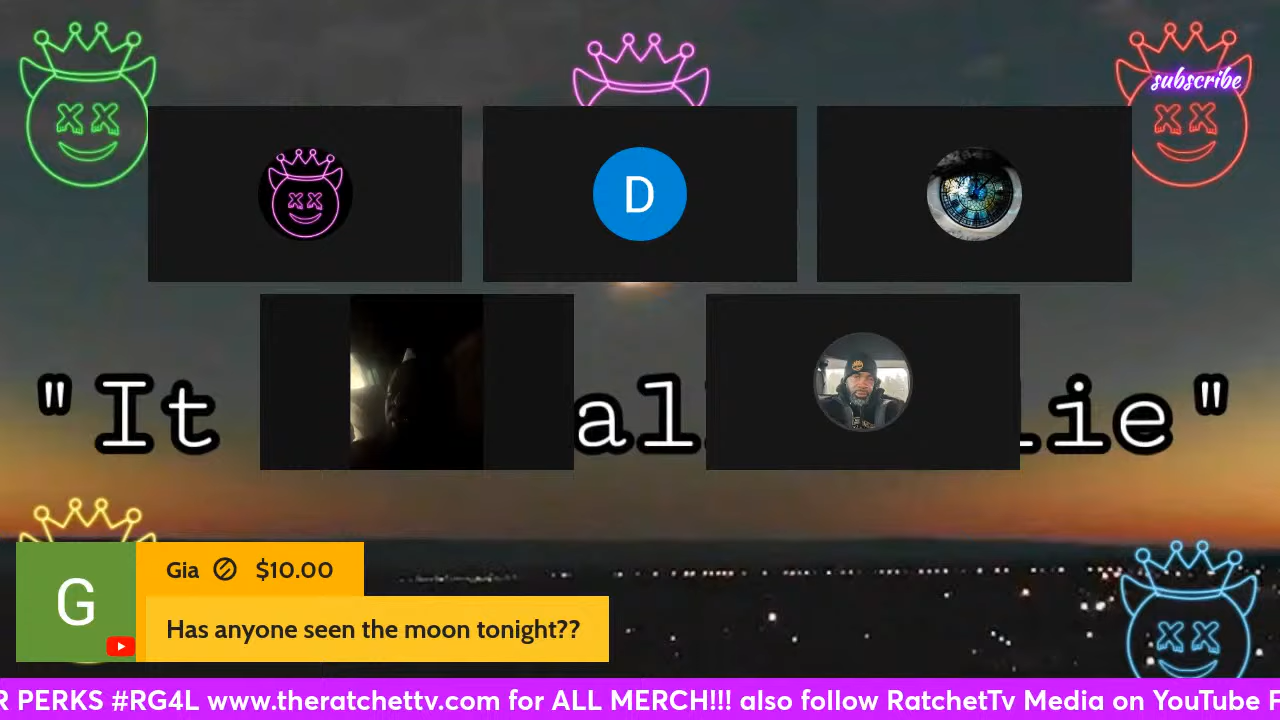 subscribe
D
"It al ie"
G
Gia $10.00
Has anyone seen the moon tonight??
R PERKS #RG4L www.theratchettv.com for ALL MERCH!!! also follow RatchetTv Media on YouTube F